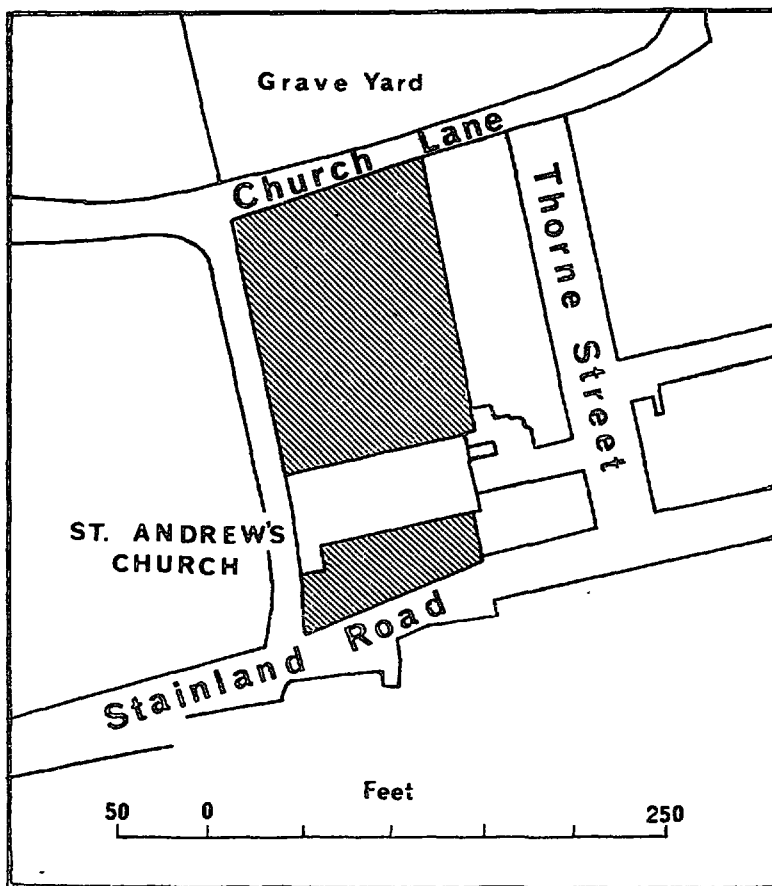 Grave Yard
Church Lane
Thorne Street
ST. ANDREW'S
CHURCH
Stainland Road
Feet
50 0 250